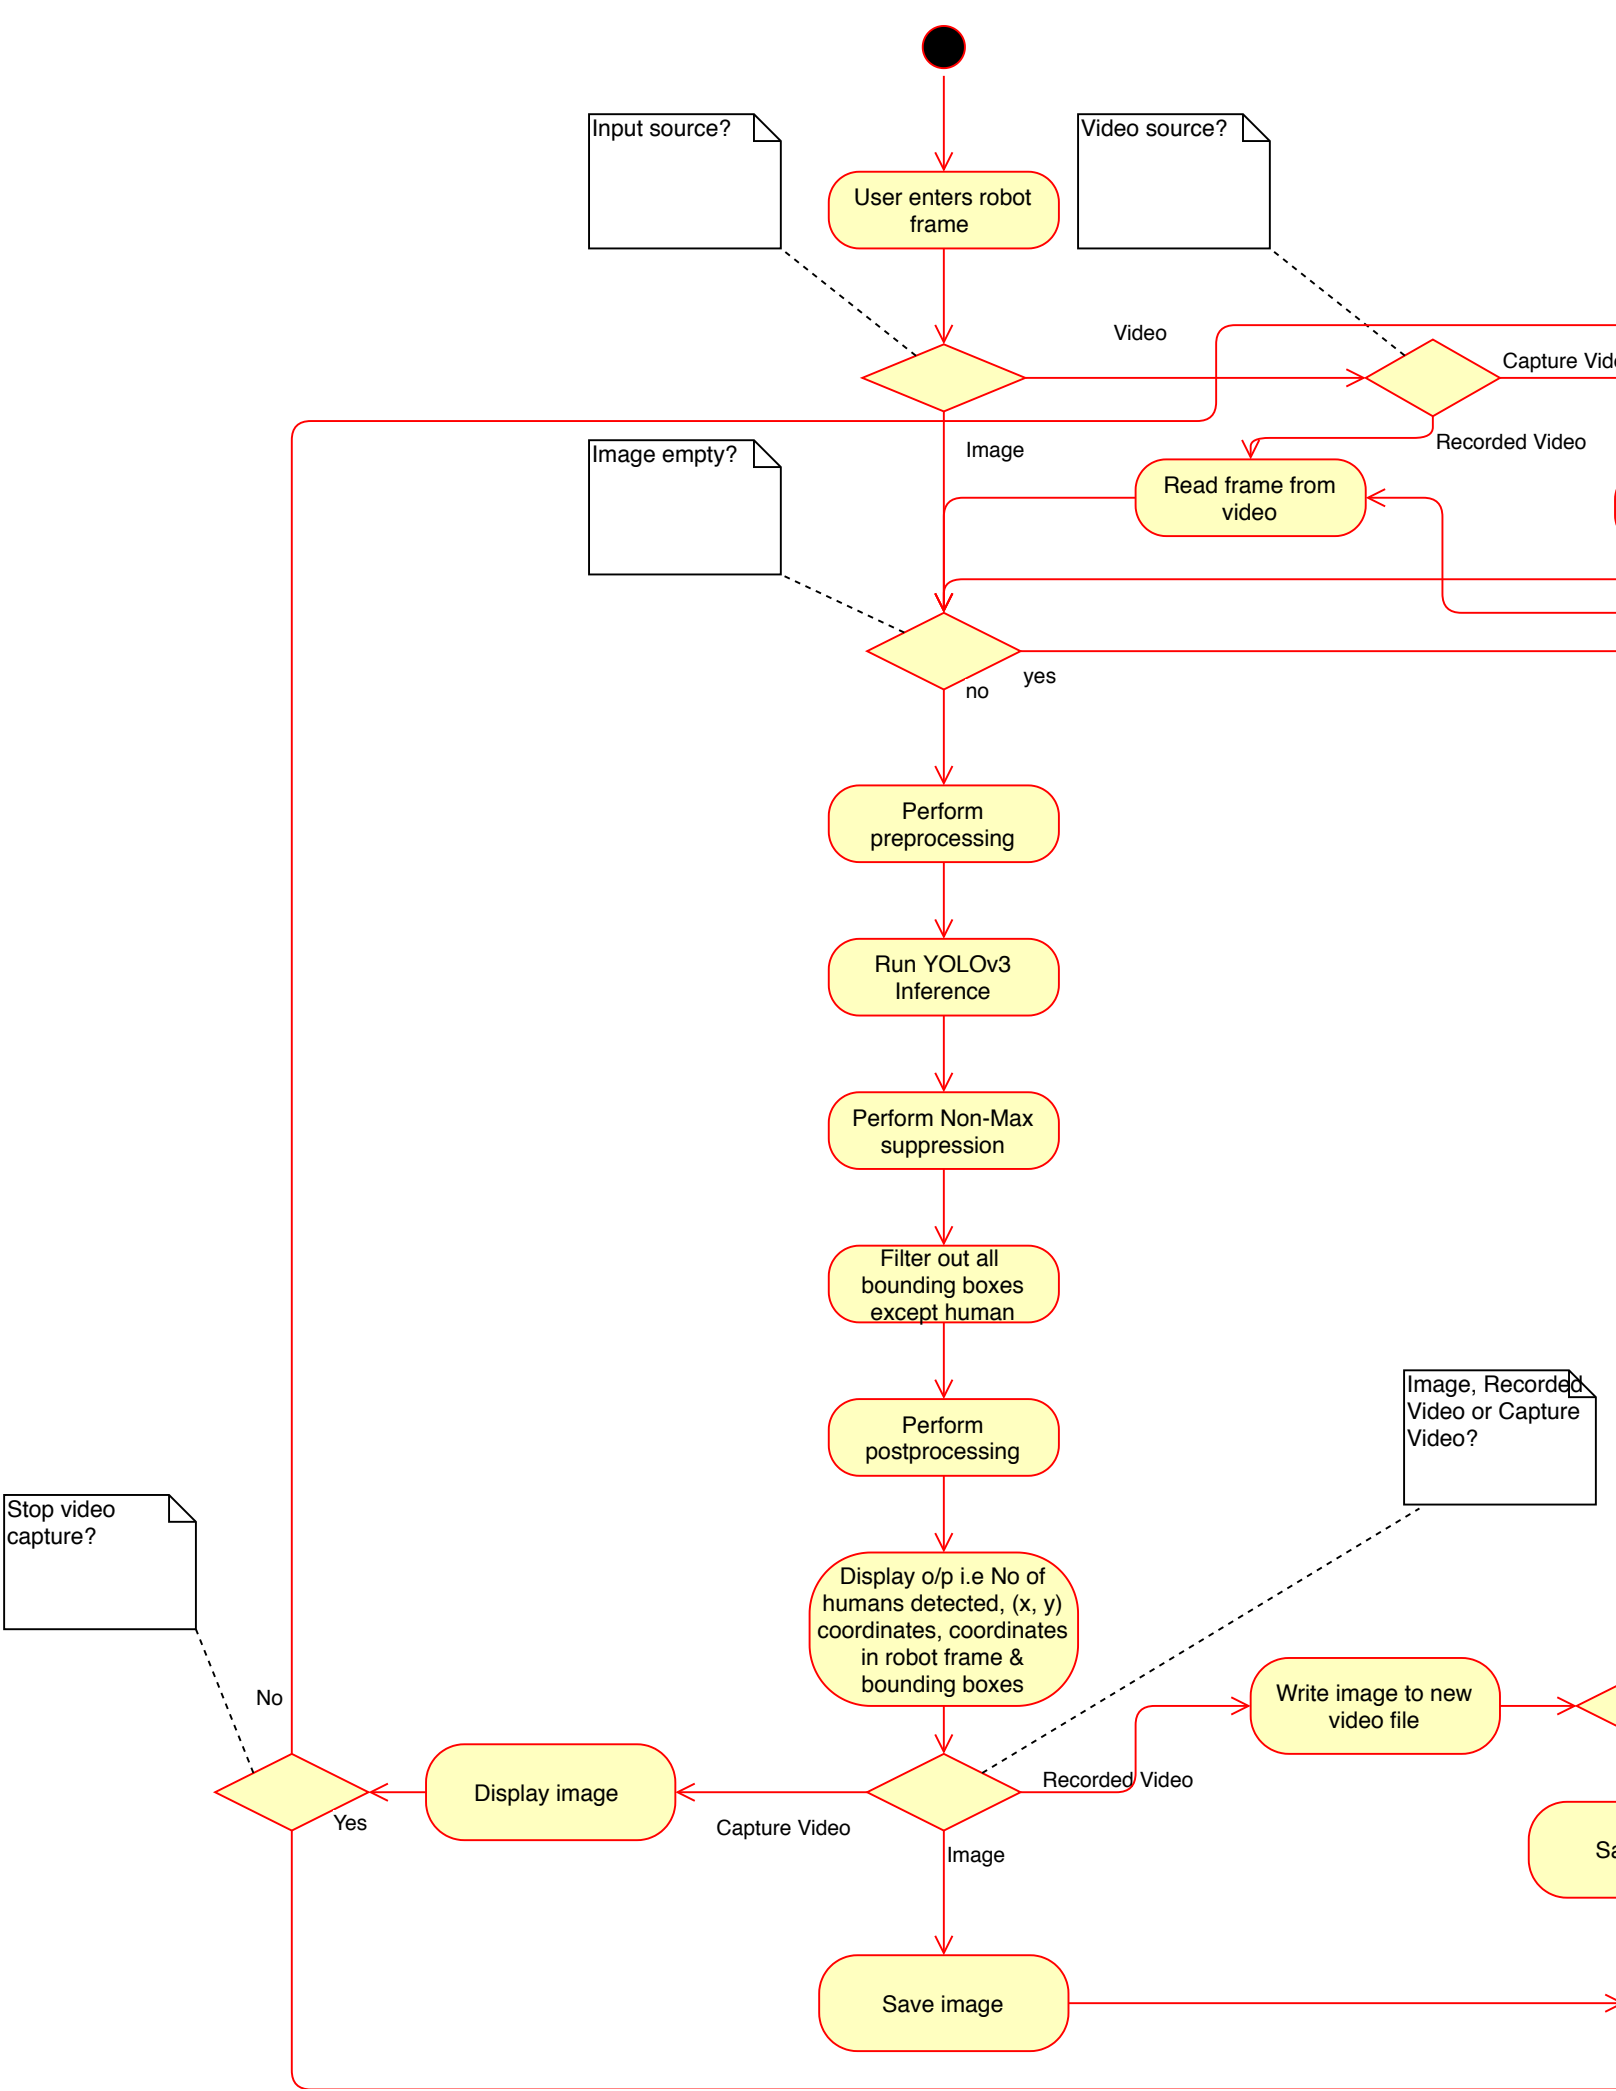 Input source?
Video source?
User enters robot
frame
Video
Capture
Image
Recorded Video
Image empty?
Read frame from
video
no
yes
Perform
preprocessing
Run YOLOv3
Inference
Perform Non-Max
suppression
Filter out all
bounding boxes
except human
Perform
postprocessing
Image, Recorded
Video or Capture
Video?
Stop video
capture?
Display o/p i.e No of
humans detected, (x, y)
coordinates, coordinates
in robot frame &
bounding boxes
Write image to new
video file
No
Recorded Video
Display image
Yes
Capture Video
Image
Save image